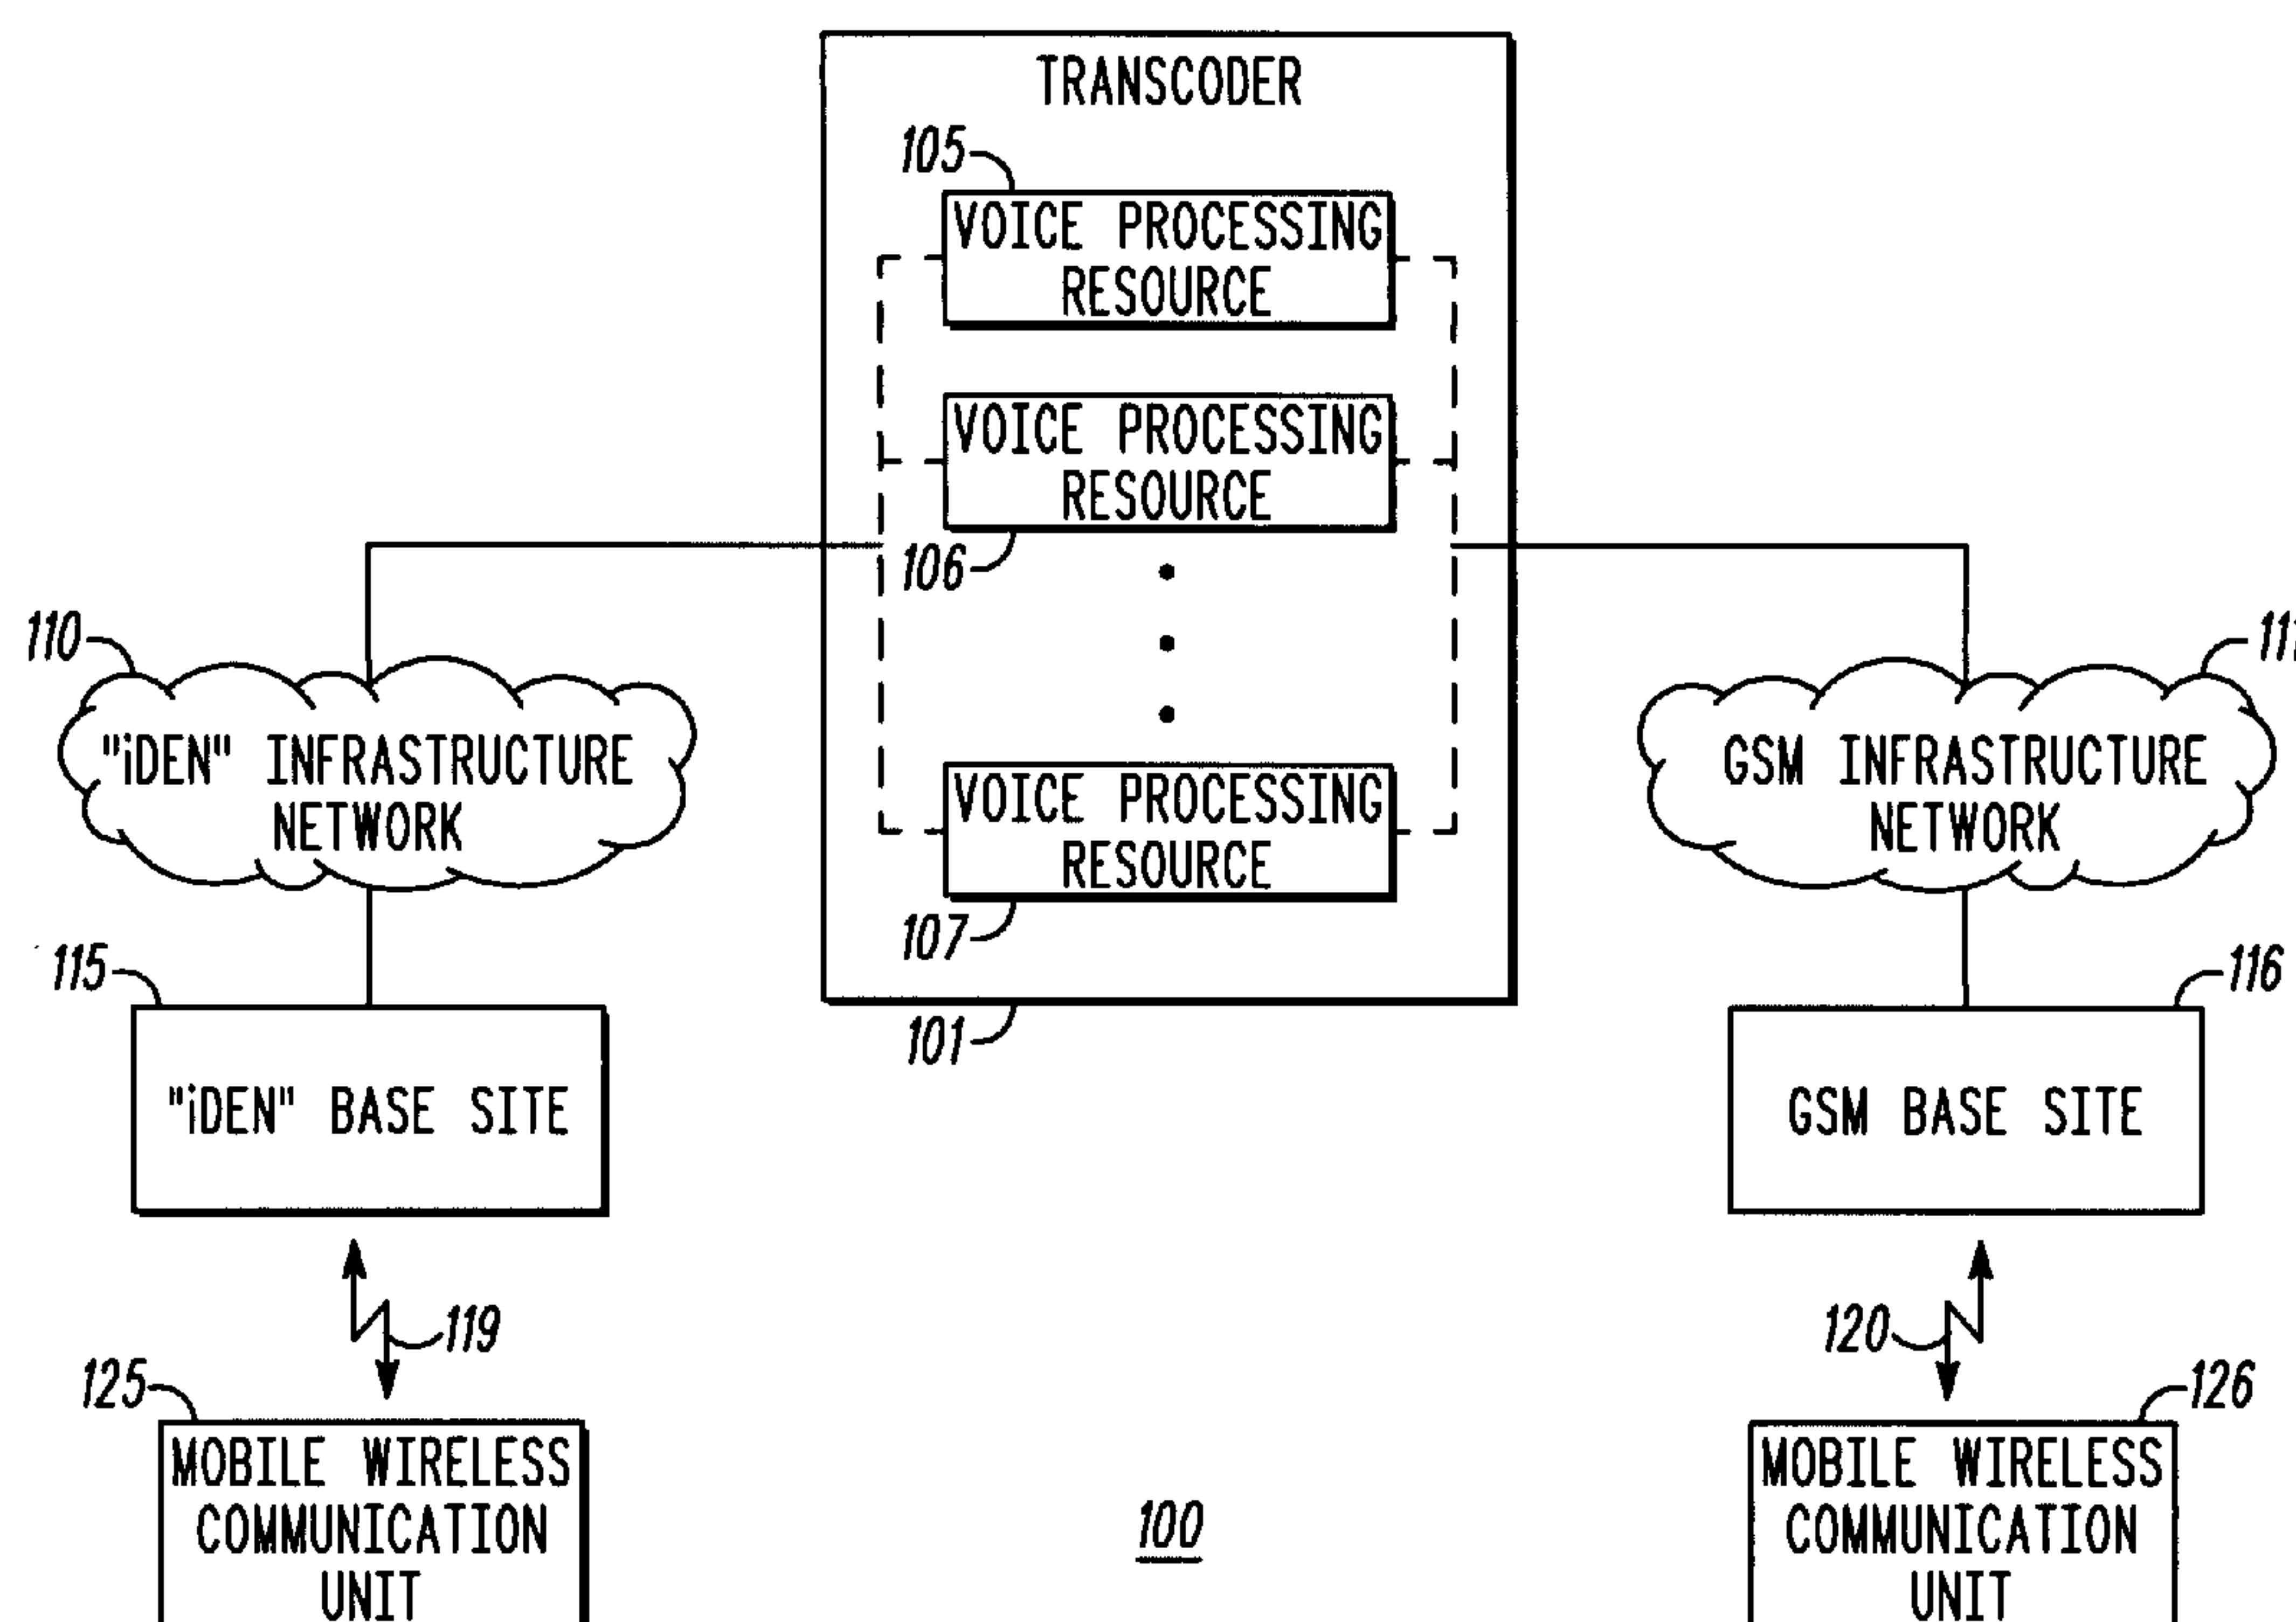 TRANSCODER
105
VOICE PROCESSING
RESOURCE
VOICE PROCESSING
RESOURCE
106
VOICE PROCESSING
RESOURCE
107
101
110
"iDEN" INFRASTRUCTURE
NETWORK
111
GSM INFRASTRUCTURE
NETWORK
115
"iDEN" BASE SITE
116
GSM BASE SITE
119
120
125
MOBILE WIRELESS
COMMUNICATION
UNIT
126
MOBILE WIRELESS
COMMUNICATION
UNIT
100